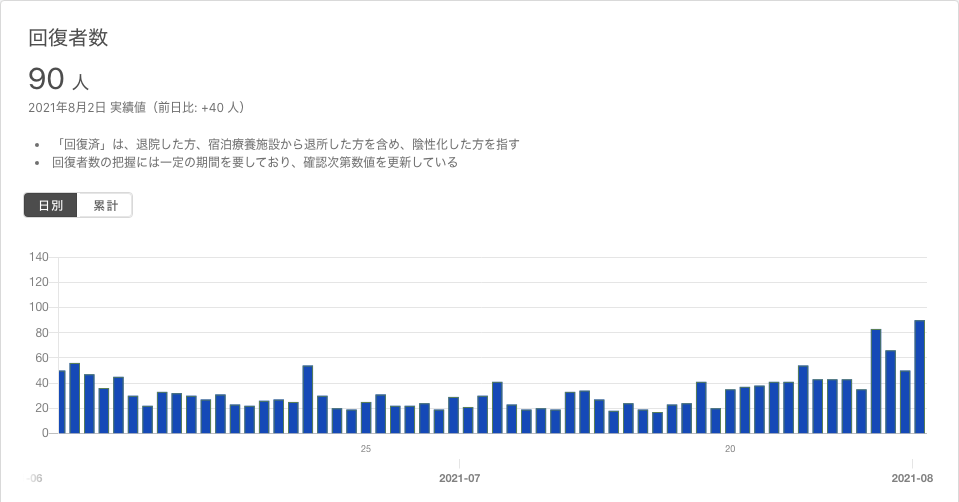 回復者数
90 人
2021年8月2日 実績値（前日比: +40 人）
• 「回復済」は、退院した方、宿泊療養施設から退所した方を含め、陰性化した方を指す
• 回復者数の把握には一定の期間を要しており、確認次第数値を更新している
日別 累計
140
120
100
80
60
40
20
0
25 20
-06 2021-07 2021-08